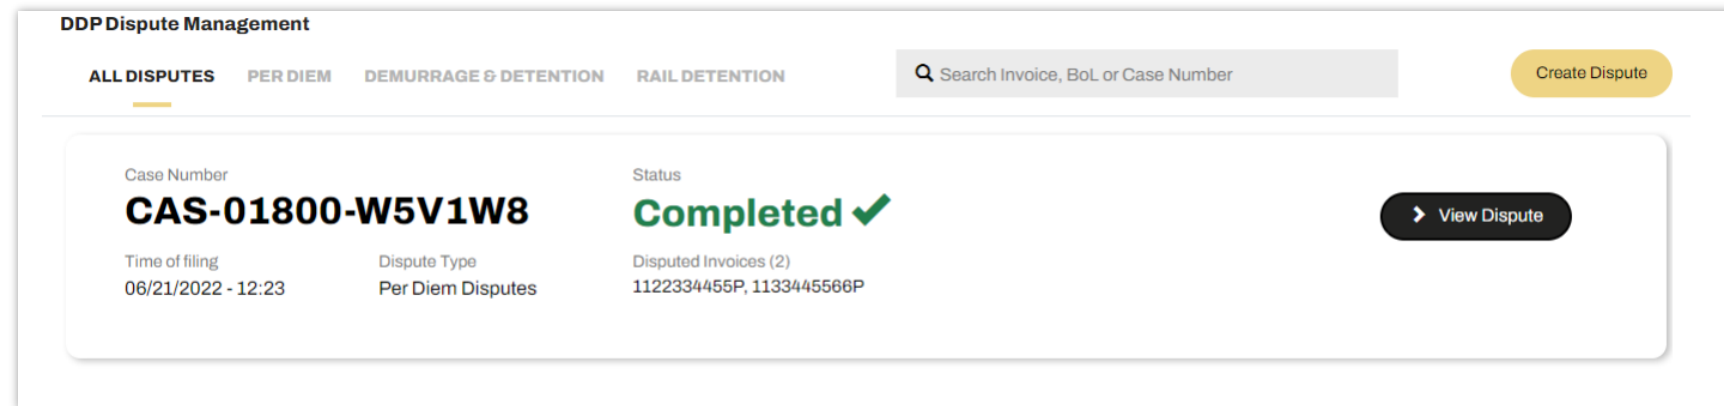 DDP Dispute Management
ALL DISPUTES PER DIEM DEMURRAGE & DETENTION RAIL DETENTION Search Invoice, BoL or Case Number Create Dispute
Case Number Status
CAS-01800-W5V1W8 Completed View Dispute
Time of filing Dispute Type Disputed Invoices (2)
06/21/2022 - 12:23 Per Diem Disputes 1122334455P, 1133445566P